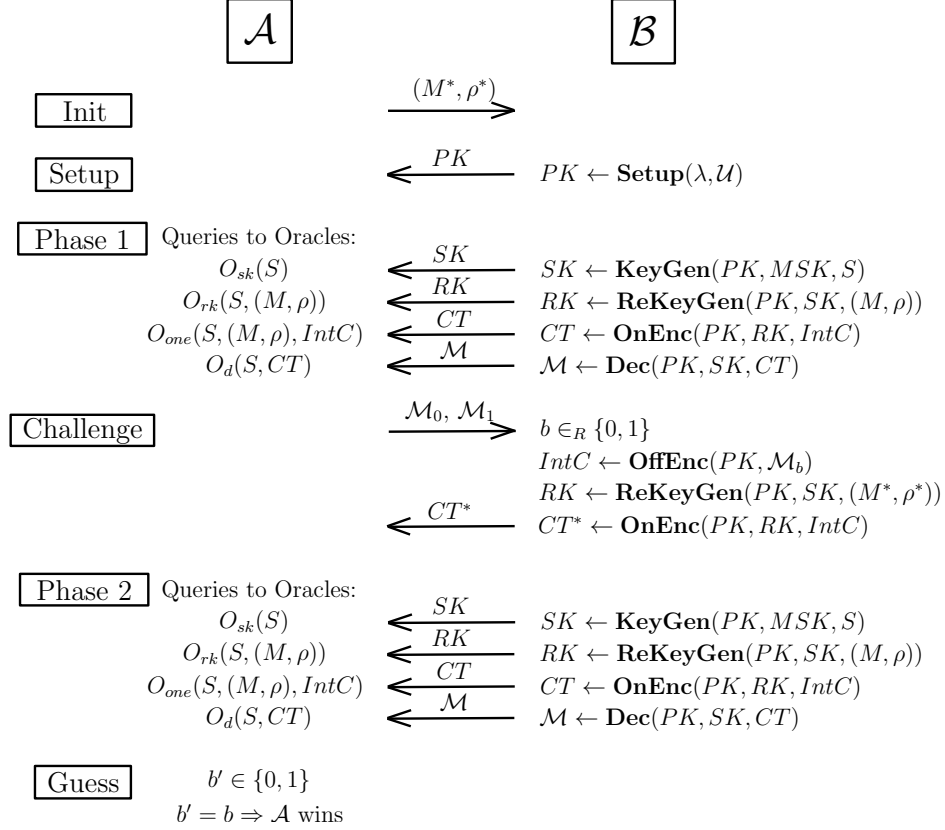 𝒜 ℬ
Init (M*, ρ*)
Setup PK PK ← Setup(λ, 𝒰)
Phase 1 Queries to Oracles:
O_sk(S) SK SK ← KeyGen(PK, MSK, S)
O_rk(S, (M, ρ)) RK RK ← ReKeyGen(PK, SK, (M, ρ))
O_one(S, (M, ρ), IntC) CT CT ← OnEnc(PK, RK, IntC)
O_d(S, CT) ℳ ℳ ← Dec(PK, SK, CT)
Challenge ℳ_0, ℳ_1 b ∈_R {0, 1}
IntC ← OffEnc(PK, ℳ_b)
RK ← ReKeyGen(PK, SK, (M*, ρ*))
CT* CT* ← OnEnc(PK, RK, IntC)
Phase 2 Queries to Oracles:
O_sk(S) SK SK ← KeyGen(PK, MSK, S)
O_rk(S, (M, ρ)) RK RK ← ReKeyGen(PK, SK, (M, ρ))
O_one(S, (M, ρ), IntC) CT CT ← OnEnc(PK, RK, IntC)
O_d(S, CT) ℳ ℳ ← Dec(PK, SK, CT)
Guess b′ ∈ {0, 1}
b′ = b ⇒ 𝒜 wins